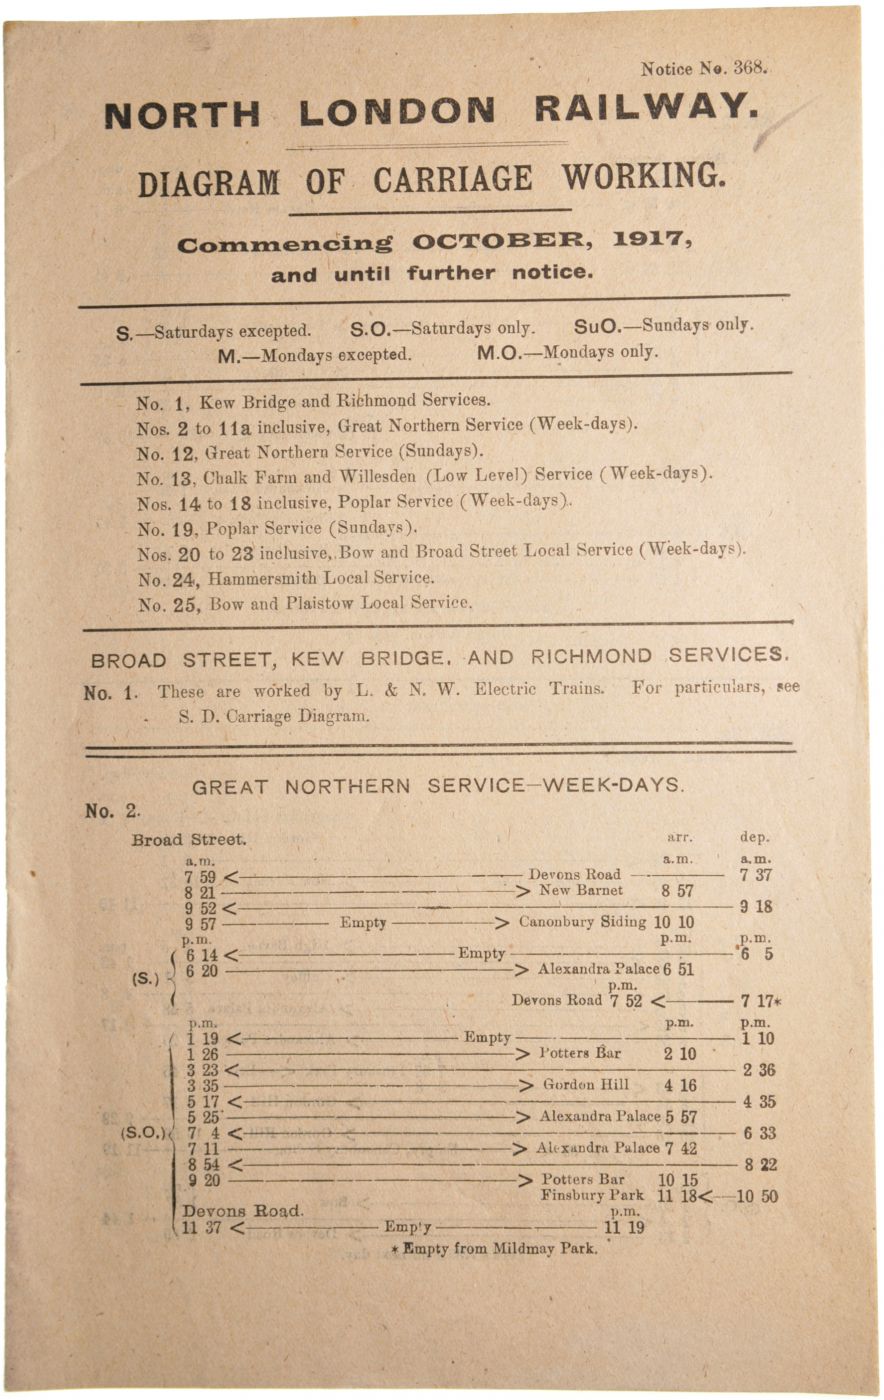 Notice No. 368.
NORTH LONDON RAILWAY.
DIAGRAM OF CARRIAGE WORKING.
Commencing OCTOBER, 1917,
and until further notice.
S.—Saturdays excepted. S.O.—Saturdays only. SuO.—Sundays only.
M.—Mondays excepted. M.O.—Mondays only.
No. 1, Kew Bridge and Richmond Services.
Nos. 2 to 11a inclusive, Great Northern Service (Week-days).
No. 12, Great Northern Service (Sundays).
No. 13, Chalk Farm and Willesden (Low Level) Service (Week-days).
Nos. 14 to 18 inclusive, Poplar Service (Week-days).
No. 19, Poplar Service (Sundays).
Nos. 20 to 23 inclusive, Bow and Broad Street Local Service (Week-days).
No. 24, Hammersmith Local Service.
No. 25, Bow and Plaistow Local Service.
BROAD STREET, KEW BRIDGE, AND RICHMOND SERVICES.
No. 1. These are worked by L. & N. W. Electric Trains. For particulars, see
S. D. Carriage Diagram.
GREAT NORTHERN SERVICE—WEEK-DAYS.
No. 2.
Broad Street. arr. dep.
a.m. a.m. a.m.
7 59 Devons Road 7 37
8 21 New Barnet 8 57
9 52 9 18
9 57 Empty Canonbury Siding 10 10
p.m. p.m. p.m.
6 14 Empty 6 5
(S.) 6 20 Alexandra Palace 6 51
p.m.
Devons Road 7 52 7 17*
p.m. p.m. p.m.
1 19 Empty 1 10
1 26 Potters Bar 2 10
3 23 2 36
3 35 Gordon Hill 4 16
5 17 4 35
5 25 Alexandra Palace 5 57
(S.O.) 7 4 6 33
7 11 Alexandra Palace 7 42
8 54 8 22
9 20 Potters Bar 10 15
Finsbury Park 11 18 10 50
Devons Road. p.m.
11 37 Empty 11 19
* Empty from Mildmay Park.